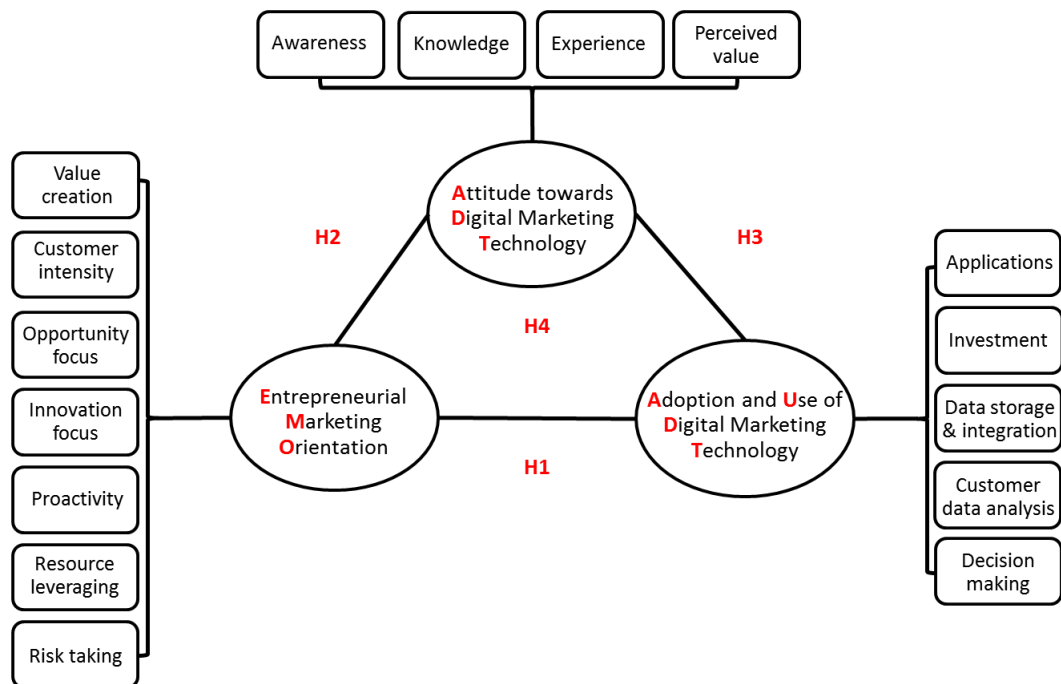 Awareness
Knowledge
Experience
Perceived
value
Attitude towards
Digital Marketing
Technology
H2
H3
H4
H1
Value
creation
Customer
intensity
Opportunity
focus
Innovation
focus
Proactivity
Resource
leveraging
Risk taking
Entrepreneurial
Marketing
Orientation
Adoption and Use of
Digital Marketing
Technology
Applications
Investment
Data storage
& integration
Customer
data analysis
Decision
making